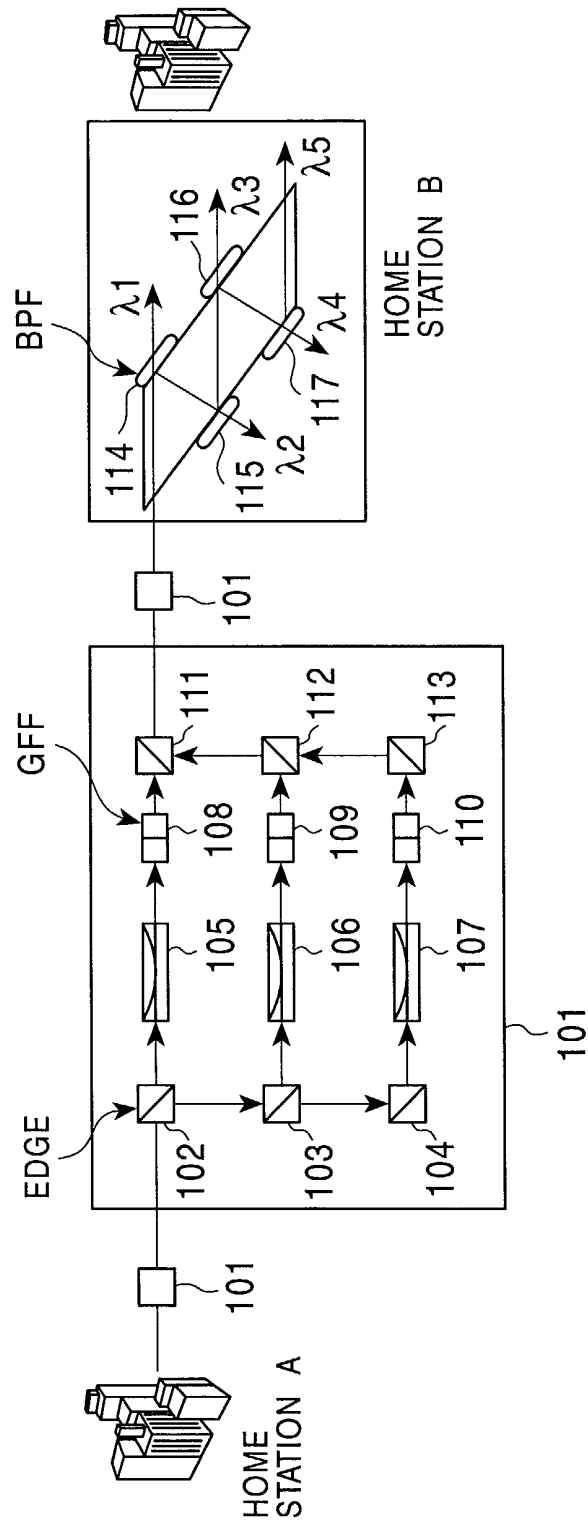 HOME
STATION A
101
EDGE
102
103
104
105
106
107
GFF
108
109
110
111
112
113
101
101
BPF
114
115
116
117
λ1
λ2
λ3
λ4
λ5
HOME
STATION B